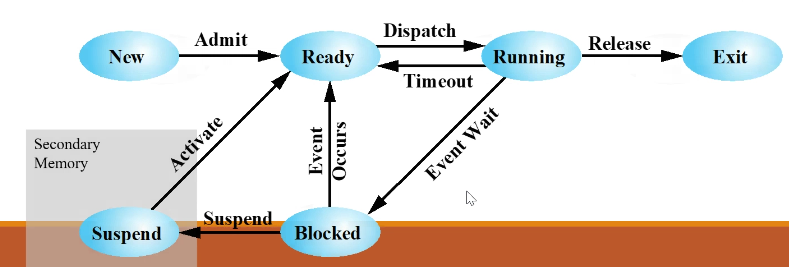 Admit
Dispatch
New
Ready
Running
Release
Exit
Timeout
Secondary
Memory
Activate
Event
Occurs
Event Wait
Suspend
Suspend
Blocked